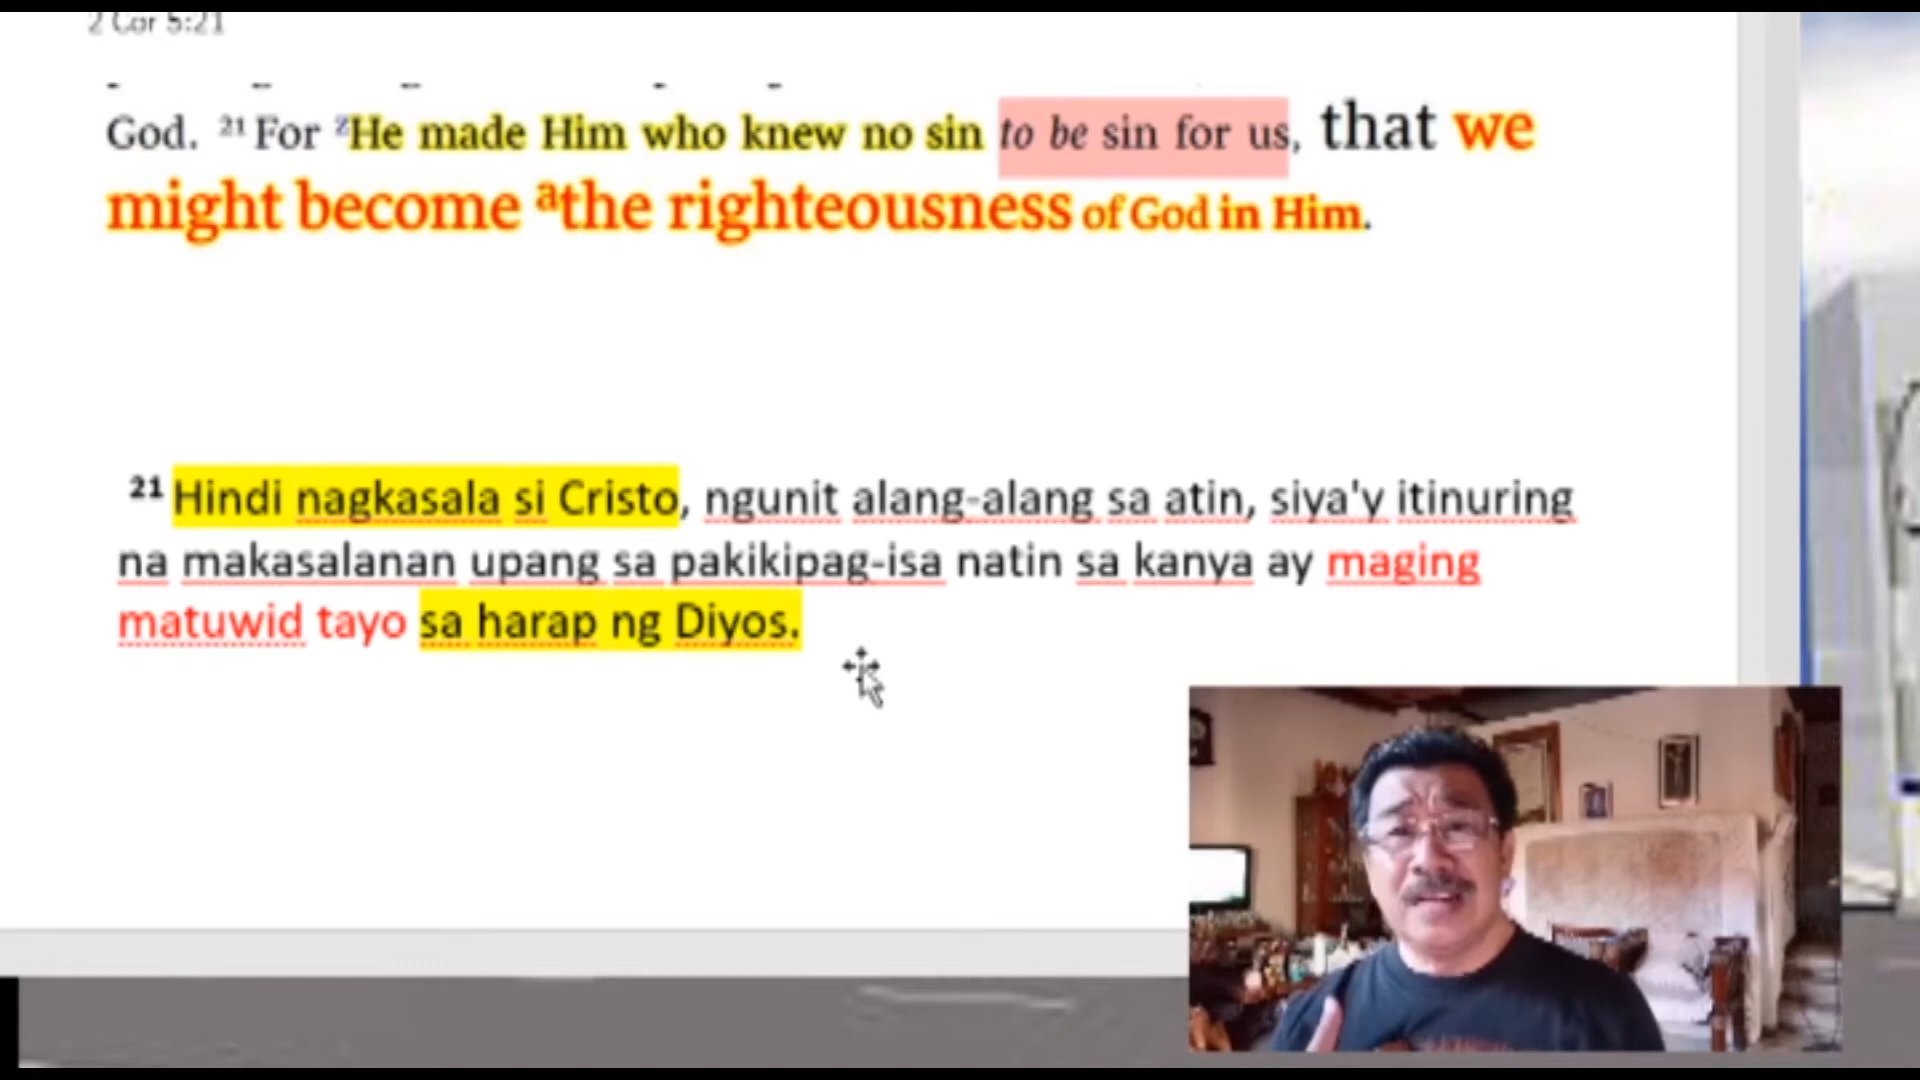 2 Cor 5:21
God. ²¹ For ᶻHe made Him who knew no sin to be sin for us, that we
might become ᵃthe righteousness of God in Him.
²¹ Hindi nagkasala si Cristo, ngunit alang-alang sa atin, siya'y itinuring
na makasalanan upang sa pakikipag-isa natin sa kanya ay maging
matuwid tayo sa harap ng Diyos.